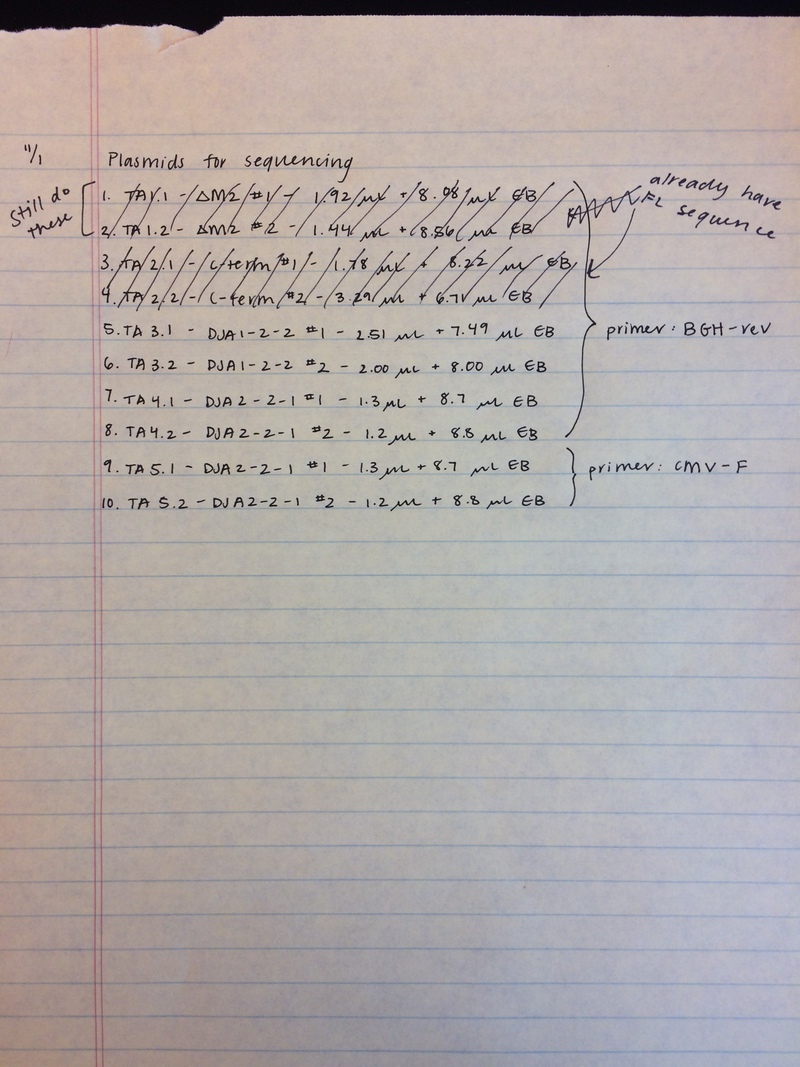 11/1
Plasmids for sequencing
Still do these
1. TA 1.1 - ΔM2 #1 - 1.92 µL + 8.08 µL EB
already have FL sequence
2. TA 1.2 - ΔM2 #2 - 1.44 µL + 8.56 µL EB
3. TA 2.1 - C-term #1 - 1.78 µL + 8.22 µL EB
4. TA 2.2 - C-term #2 - 3.29 µL + 6.71 µL EB
5. TA 3.1 - DJA1-2-2 #1 - 2.51 µL + 7.49 µL EB
primer: BGH-rev
6. TA 3.2 - DJA1-2-2 #2 - 2.00 µL + 8.00 µL EB
7. TA 4.1 - DJA2-2-1 #1 - 1.3 µL + 8.7 µL EB
8. TA 4.2 - DJA2-2-1 #2 - 1.2 µL + 8.8 µL EB
9. TA 5.1 - DJA2-2-1 #1 - 1.3 µL + 8.7 µL EB
primer: CMV-F
10. TA 5.2 - DJA2-2-1 #2 - 1.2 µL + 8.8 µL EB